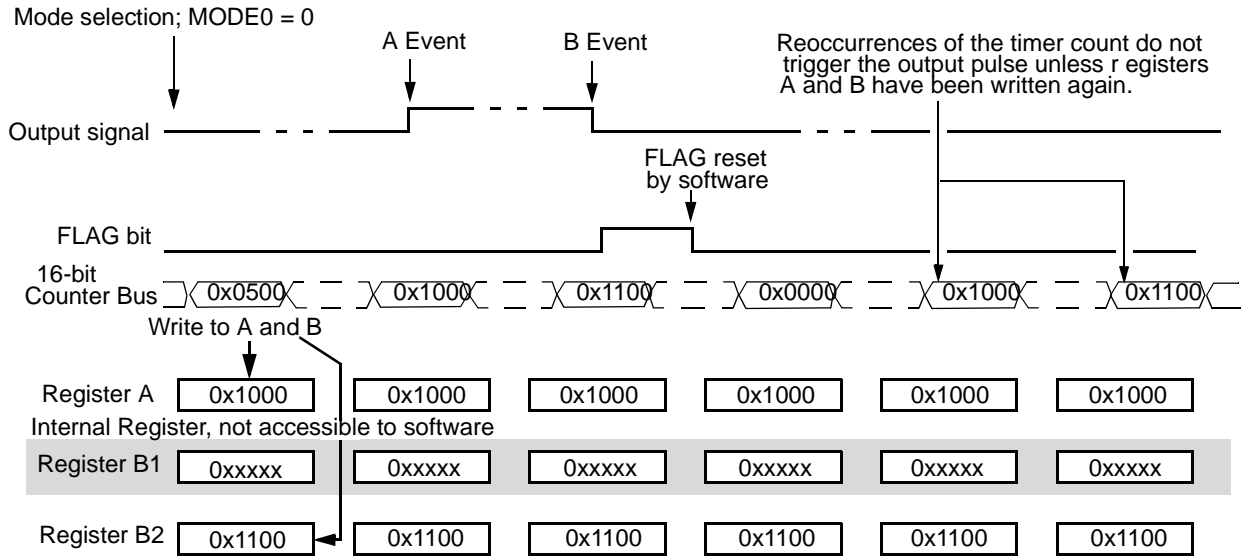 Mode selection; MODE0 = 0
A Event
B Event
Reoccurrences of the timer count do not
trigger the output pulse unless r egisters
A and B have been written again.
Output signal
FLAG reset
by software
FLAG bit
16-bit
Counter Bus
0x0500 0x1000 0x1100 0x0000 0x1000 0x1100
Write to A and B
Register A 0x1000 0x1000 0x1000 0x1000 0x1000 0x1000
Internal Register, not accessible to software
Register B1 0xxxxx 0xxxxx 0xxxxx 0xxxxx 0xxxxx 0xxxxx
Register B2 0x1100 0x1100 0x1100 0x1100 0x1100 0x1100